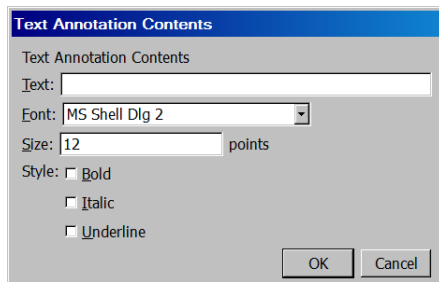 Text Annotation Contents
Text Annotation Contents
Text:
Font: MS Shell Dlg 2
Size: 12 points
Style: Bold
Italic
Underline
OK Cancel